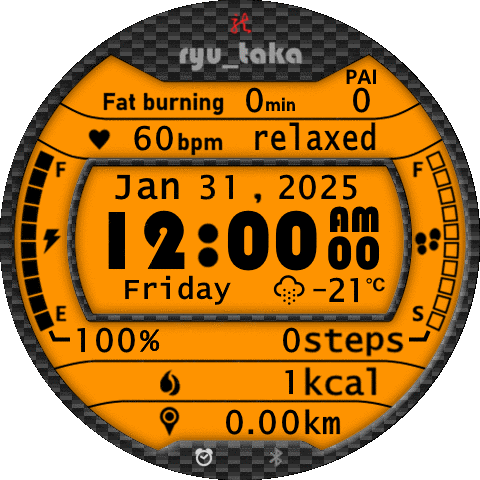 ryu_taka
PAI
Fat burning 0min 0
60bpm relaxed
F F
Jan 31, 2025
12:00 AM
00
Friday -21°C
E S
100% 0steps
1kcal
0.00km